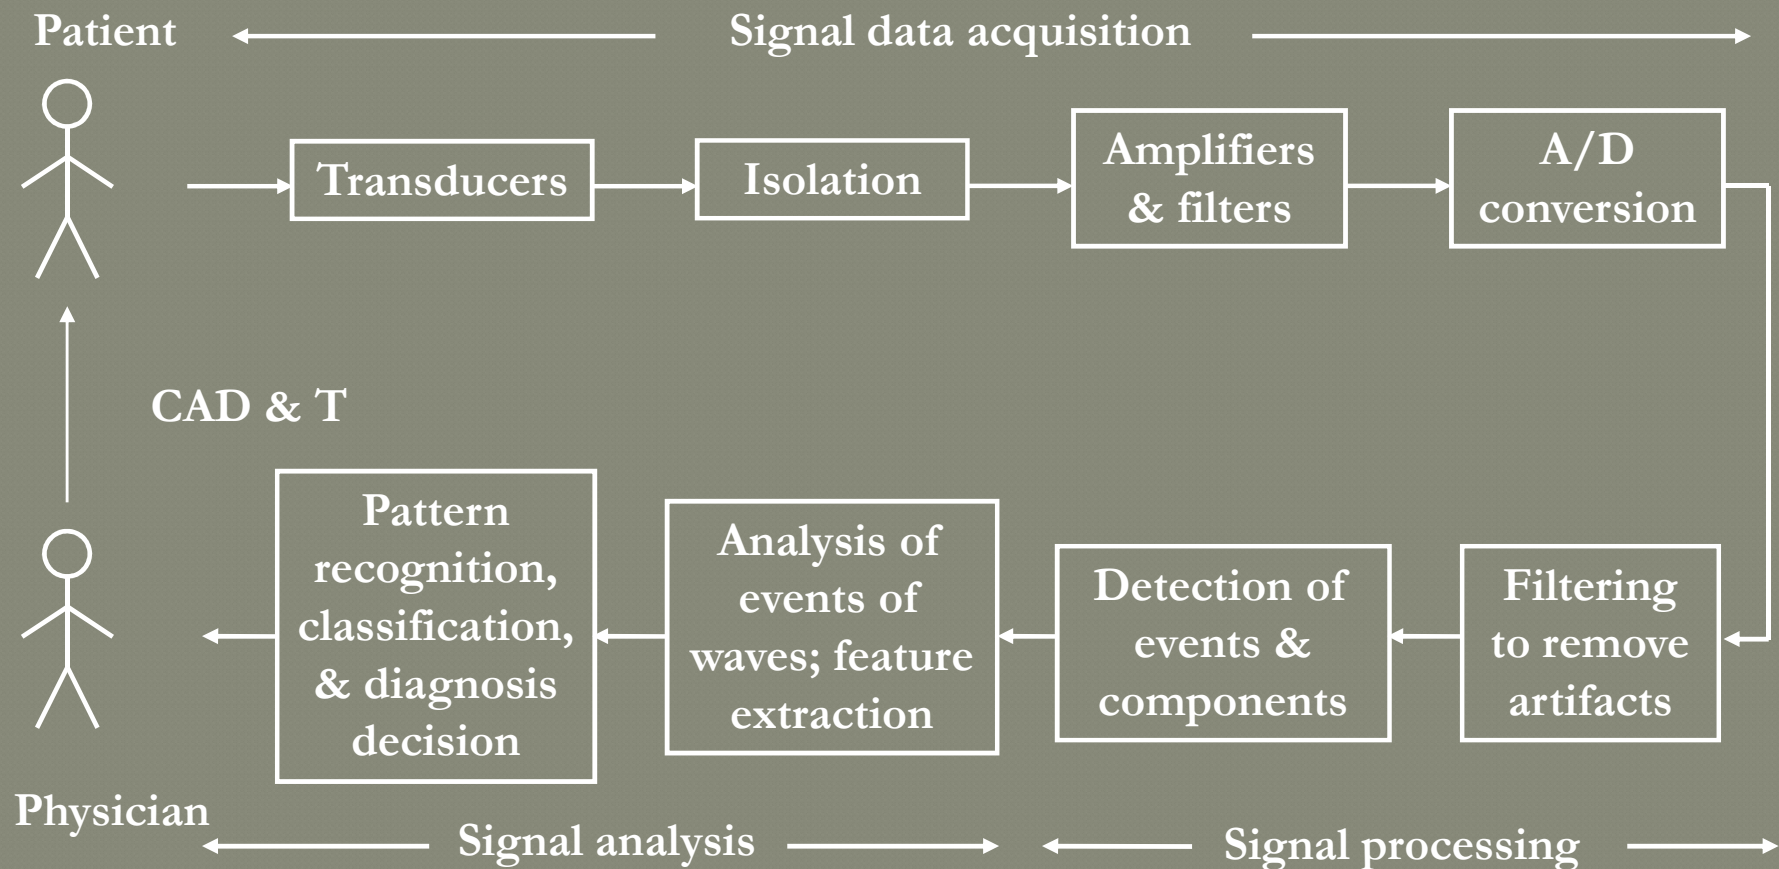 Patient
Signal data acquisition
Transducers
Isolation
Amplifiers
& filters
A/D
conversion
CAD & T
Pattern
recognition,
classification,
& diagnosis
decision
Analysis of
events of
waves; feature
extraction
Detection of
events &
components
Filtering
to remove
artifacts
Physician
Signal analysis
Signal processing